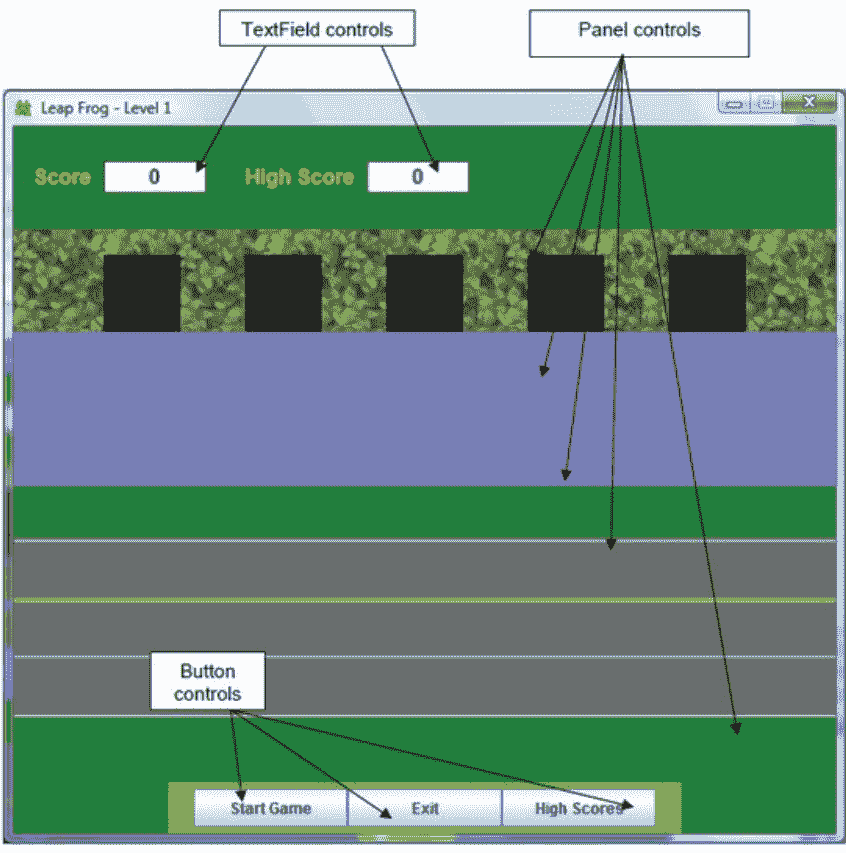 TextField controls
Panel controls
Leap Frog - Level 1
Score 0 High Score 0
Button
controls
Start Game Exit High Scores